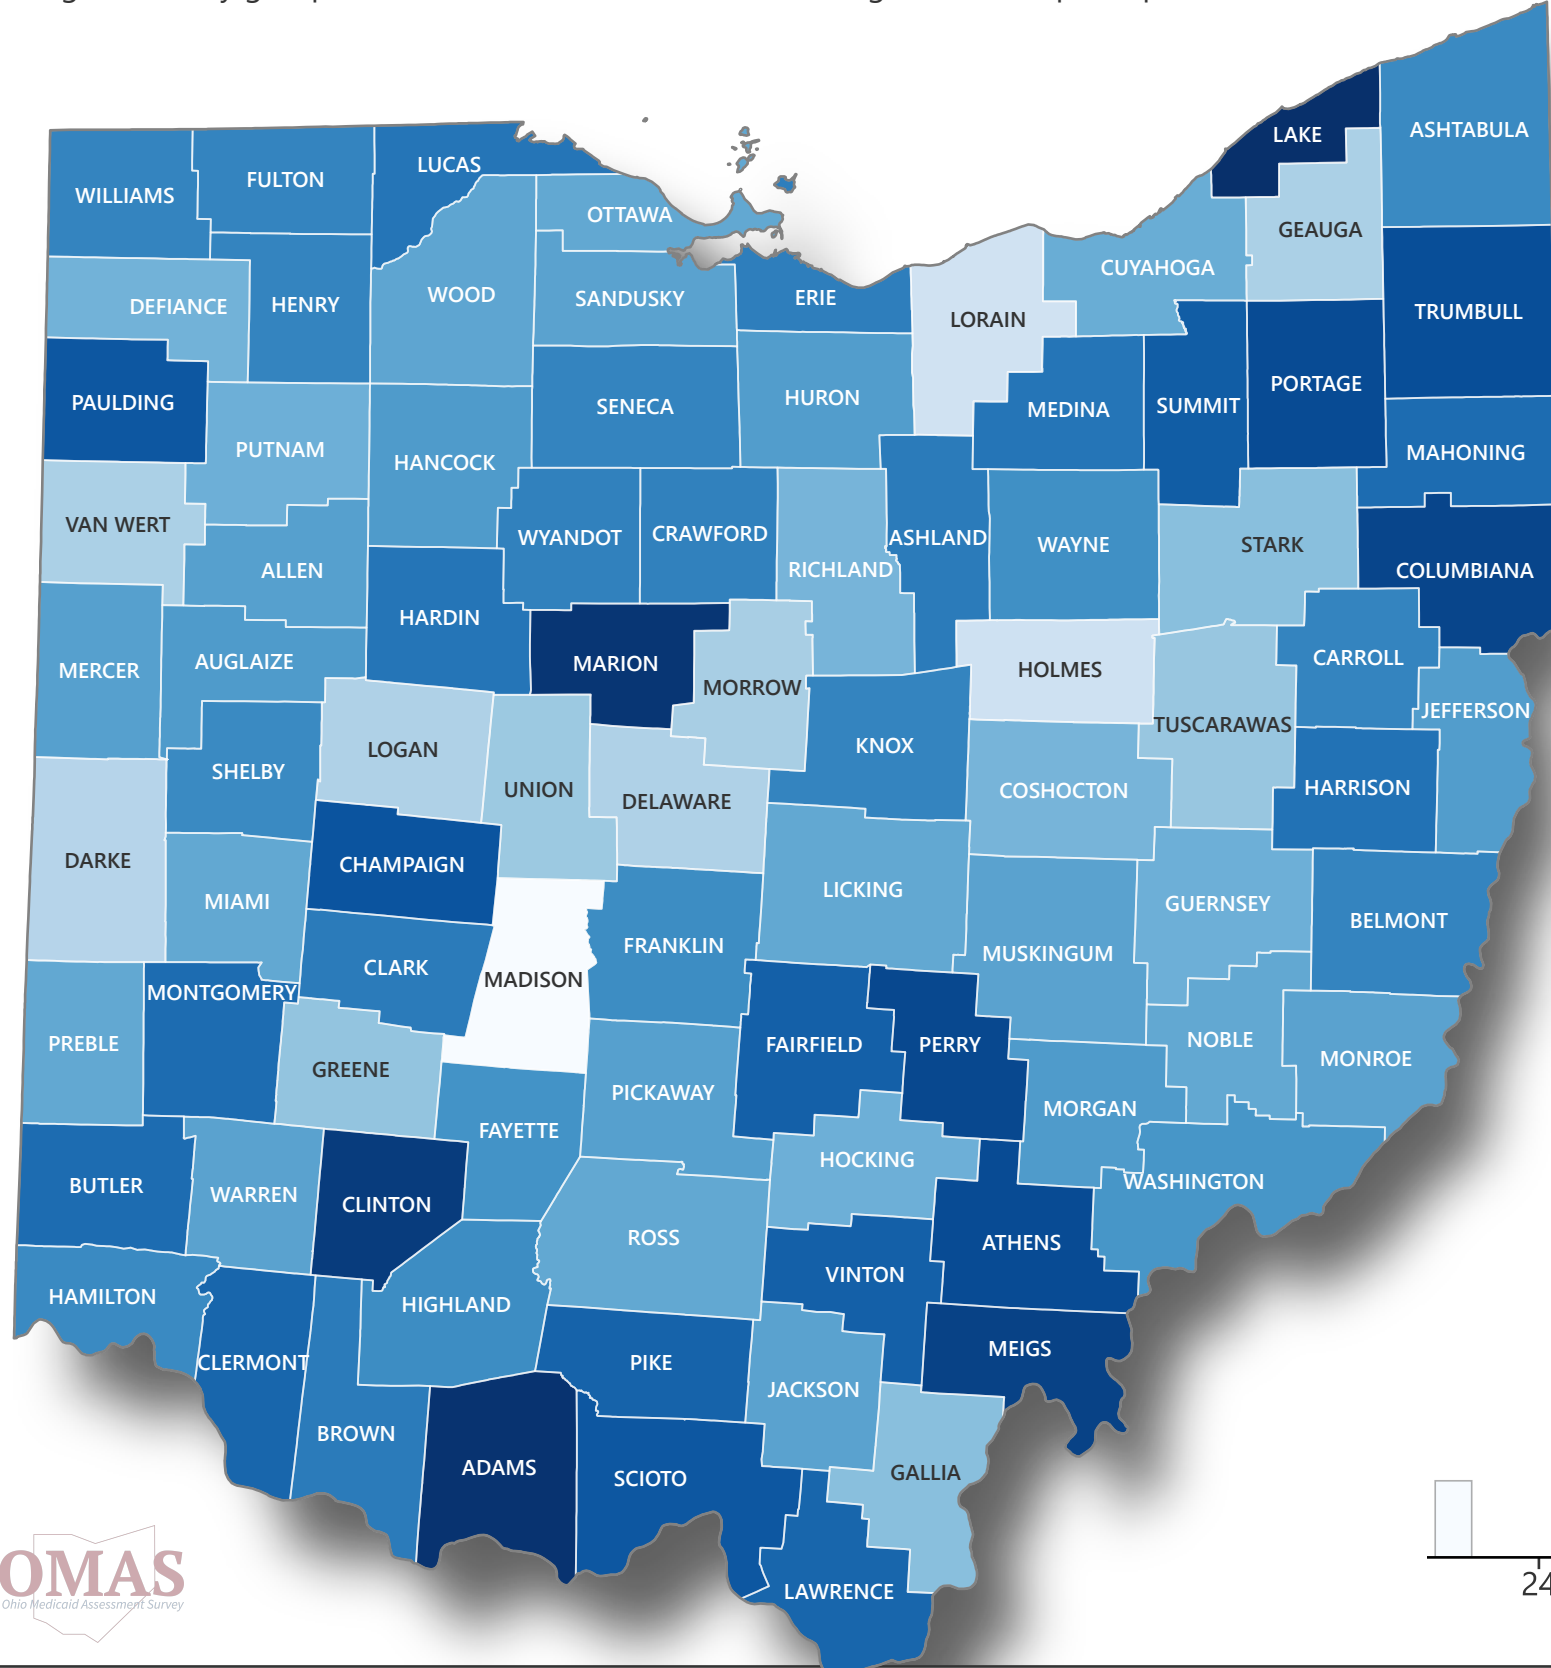 LAKE
ASHTABULA
LUCAS
FULTON
WILLIAMS
OTTAWA
GEAUGA
CUYAHOGA
WOOD
SANDUSKY
ERIE
DEFIANCE
HENRY
LORAIN
TRUMBULL
PORTAGE
PAULDING
SENECA
HURON
MEDINA
SUMMIT
PUTNAM
HANCOCK
MAHONING
VAN WERT
WYANDOT
CRAWFORD
ASHLAND
WAYNE
STARK
ALLEN
RICHLAND
COLUMBIANA
HARDIN
MERCER
AUGLAIZE
MARION
MORROW
HOLMES
CARROLL
JEFFERSON
TUSCARAWAS
LOGAN
KNOX
SHELBY
UNION
DELAWARE
COSHOCTON
HARRISON
DARKE
CHAMPAIGN
MIAMI
LICKING
GUERNSEY
BELMONT
FRANKLIN
MUSKINGUM
CLARK
MADISON
MONTGOMERY
PREBLE
GREENE
FAIRFIELD
PERRY
NOBLE
MONROE
PICKAWAY
MORGAN
FAYETTE
HOCKING
BUTLER
WARREN
CLINTON
WASHINGTON
ROSS
ATHENS
VINTON
HAMILTON
HIGHLAND
CLERMONT
PIKE
MEIGS
JACKSON
BROWN
ADAMS
SCIOTO
GALLIA
LAWRENCE
24
OMAS
Ohio Medicaid Assessment Survey